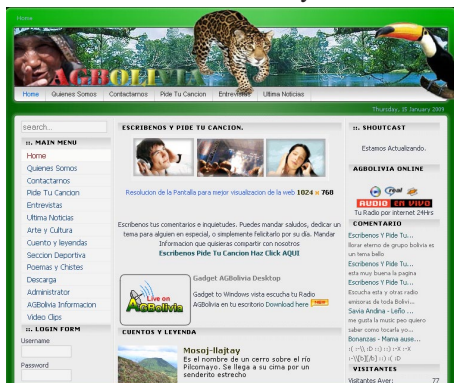 Home
AGBOLIVIA
Home
Quienes Somos
Contactarnos
Pide Tu Cancion
Entrevistas
Ultima Noticias
Thursday, 15 January 2009
search...
::. MAIN MENU
Home
Quienes Somos
Contactarnos
Pide Tu Cancion
Entrevistas
Ultima Noticias
Arte y Cultura
Cuento y leyendas
Seccion Deportiva
Poemas y Chistes
Descarga
Administrator
AGBolivia Informacion
Video Clips
::. LOGIN FORM
Username
Password
ESCRIBENOS Y PIDE TU CANCION.
Resolucion de la Pantalla para mejor visualizacion de la web 1024 x 768
Escribenos tus comentarios e inquietudes. Puedes mandar saludos, dedicar un
tema para alguien en especial, o simplemente felicitarlo por su dia. Mandar
Informacion que quisieras compartir con nosotros
Escribenos Pide Tu Cancion Haz Click AQUI
Live on
AGBolivia
Gadget AGBolivia Desktop
Gadget to Windows vista escucha tu Radio
AGBolivia en tu escritorio Download here NEW
CUENTOS Y LEYENDA
Mosoj-llajtay
Es el nombre de un cerro sobre el río
Pilcomayo. Se llega a su cima por un
senderito estrecho
::. SHOUTCAST
Estamos Actualizando.
AGBOLIVIA ONLINE
real
AUDIO EN VIVO
Tu Radio por internet 24Hrs
COMENTARIO
Escribenos Y Pide Tu...
llorar eterno de grupo bolivia es
un tema bello
Escribenos Y Pide Tu...
esta muy buena la pagina
Escribenos Y Pide Tu...
Escucha esta y otras radio
emisoras de toda Bolivi...
Savia Andina - Leño ...
me gusta la music peo quiero
saber como tocarla yo...
Bonanzas - Mama ause...
VISITANTES
Visitantes Ayer: 77